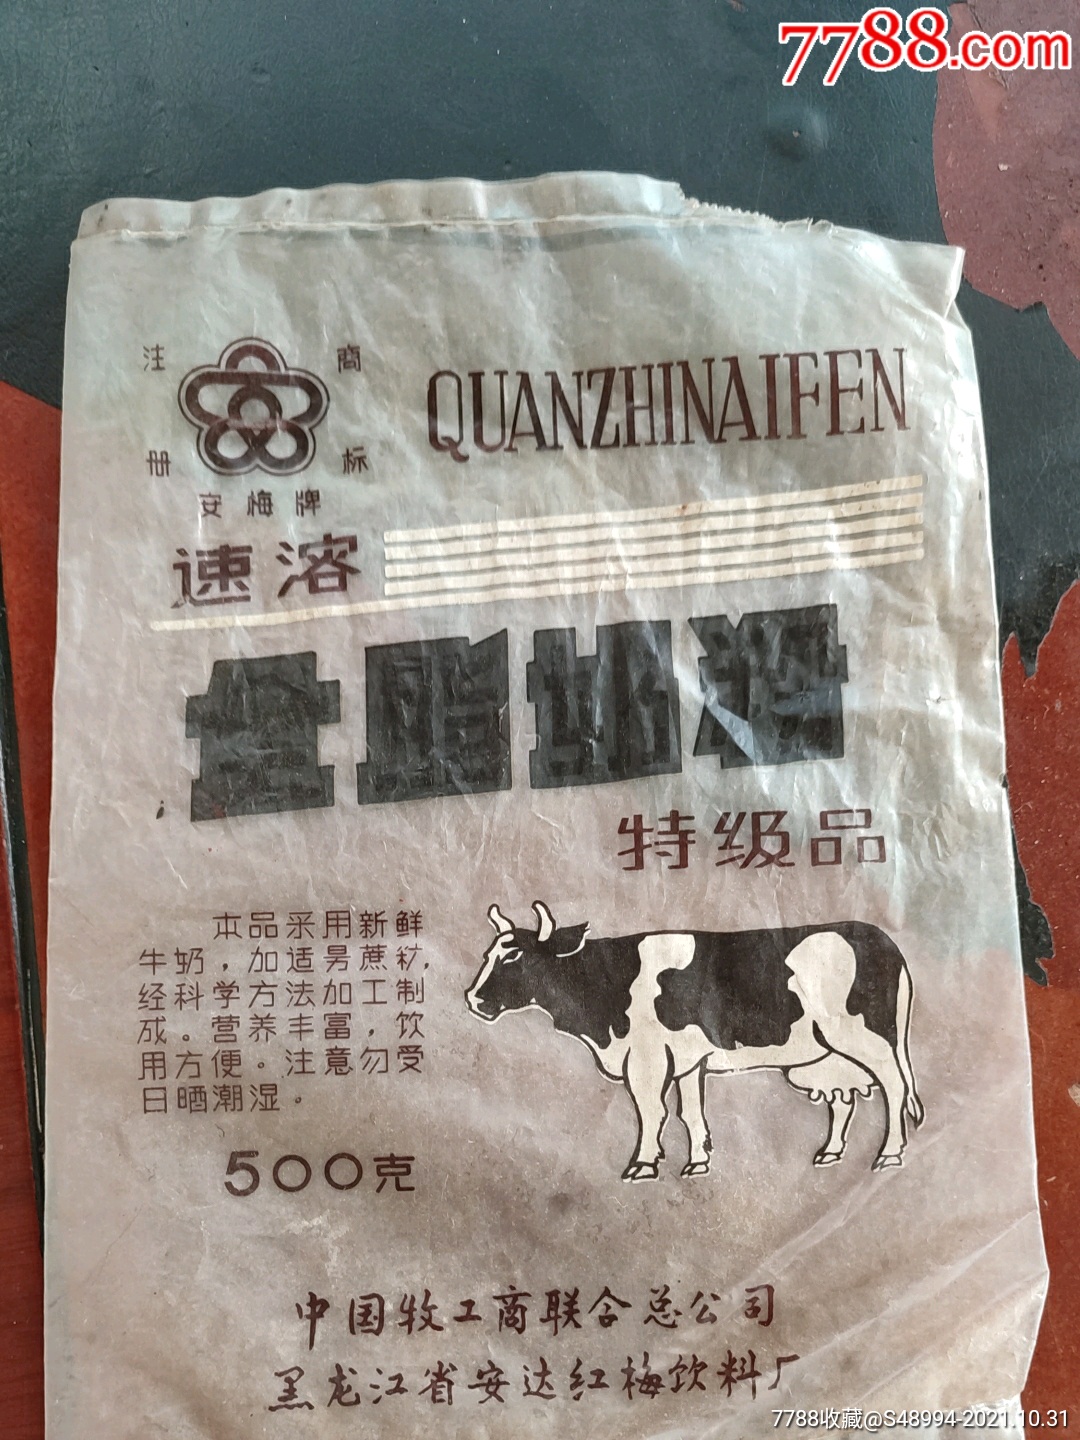 7788.com
注 商
册 标
安梅牌
QUANZHINAIFEN
速溶
全脂奶粉
特级品
本品采用新鲜
牛奶，加适另蔗糖，
经科学方法加工制
成。营养丰富，饮
用方便。注意勿受
日晒潮湿。
500克
中国牧工商联合总公司
黑龙江省安达红梅饮料厂
7788收藏@S48994-2021.10.31